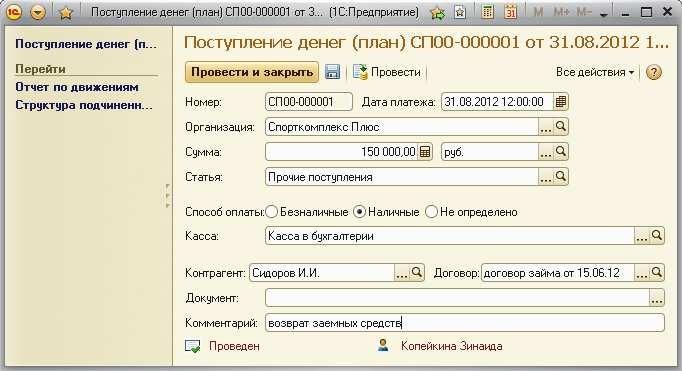 Поступление денег (план) СП00-000001 от 3... (1С:Предприятие)
M M+ M-
Поступление денег (п...
Перейти
Отчет по движениям
Структура подчиненн...
Поступление денег (план) СП00-000001 от 31.08.2012 1...
Провести и закрыть Провести Все действия
Номер: СП00-000001 Дата платежа: 31.08.2012 12:00:00
Организация: Спорткомплекс Плюс
Сумма: 150 000,00 руб.
Статья: Прочие поступления
Способ оплаты: Безналичные Наличные Не определено
Касса: Касса в бухгалтерии
Контрагент: Сидоров И.И. Договор: договор займа от 15.06.12
Документ:
Комментарий: возврат заемных средств
Проведен Копейкина Зинаида